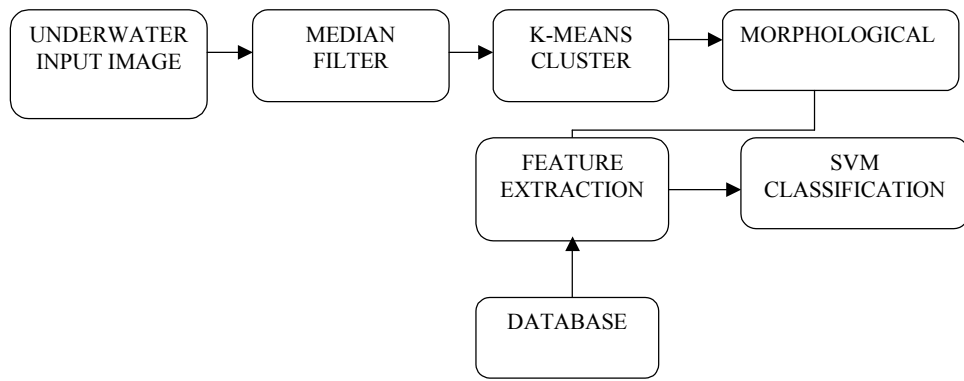 UNDERWATER
INPUT IMAGE
MEDIAN
FILTER
K-MEANS
CLUSTER
MORPHOLOGICAL
FEATURE
EXTRACTION
SVM
CLASSIFICATION
DATABASE